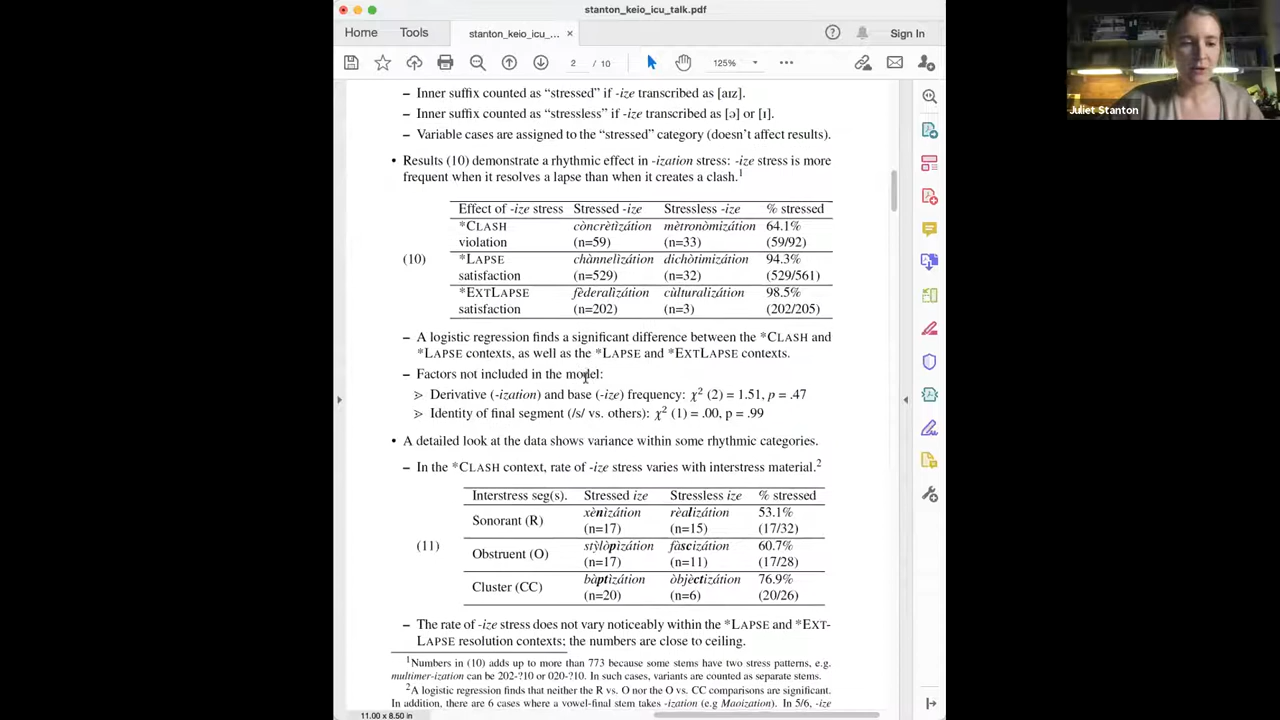 stanton_keio_icu_talk.pdf
Home Tools stanton_keio_icu_... × Sign In
2 / 10 125%
– Inner suffix counted as “stressed” if -ize transcribed as [aɪz].
– Inner suffix counted as “stressless” if -ize transcribed as [ə] or [ɪ].
– Variable cases are assigned to the “stressed” category (doesn’t affect results).
• Results (10) demonstrate a rhythmic effect in -ization stress: -ize stress is more
frequent when it resolves a lapse than when it creates a clash.1
Effect of -ize stress Stressed -ize Stressless -ize % stressed
*CLASH còncrètìzátion mètronòmizátion 64.1%
violation (n=59) (n=33) (59/92)
(10) *LAPSE chànnelìzátion dichòtimizátion 94.3%
satisfaction (n=529) (n=32) (529/561)
*EXTLAPSE fèderalìzátion cùlturalizátion 98.5%
satisfaction (n=202) (n=3) (202/205)
– A logistic regression finds a significant difference between the *CLASH and
*LAPSE contexts, as well as the *LAPSE and *EXTLAPSE contexts.
– Factors not included in the model:
⪢ Derivative (-ization) and base (-ize) frequency: χ2 (2) = 1.51, p = .47
⪢ Identity of final segment (/s/ vs. others): χ2 (1) = .00, p = .99
• A detailed look at the data shows variance within some rhythmic categories.
– In the *CLASH context, rate of -ize stress varies with interstress material.2
Interstress seg(s). Stressed ize Stressless ize % stressed
Sonorant (R) xènìzátion rèalizátion 53.1%
(n=17) (n=15) (17/32)
(11) Obstruent (O) stỳlòpìzátion fàscizátion 60.7%
(n=17) (n=11) (17/28)
Cluster (CC) bàptìzátion òbjèctizátion 76.9%
(n=20) (n=6) (20/26)
– The rate of -ize stress does not vary noticeably within the *LAPSE and *EXT-
LAPSE resolution contexts; the numbers are close to ceiling.
1Numbers in (10) adds up to more than 773 because some stems have two stress patterns, e.g.
multimer-ization can be 202-?10 or 020-?10. In such cases, variants are counted as separate stems.
2A logistic regression finds that neither the R vs. O nor the O vs. CC comparisons are significant.
In addition, there are 6 cases where a vowel-final stem takes -ization (e.g Maoization). In 5/6, -ize
11.00 x 8.50 in
Juliet Stanton